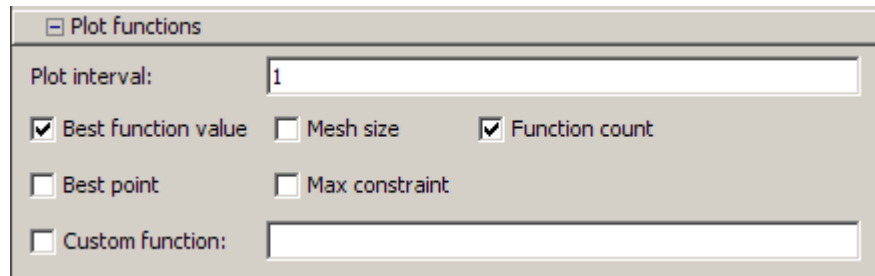 Plot functions
Plot interval: 1
Best function value Mesh size Function count
Best point Max constraint
Custom function: